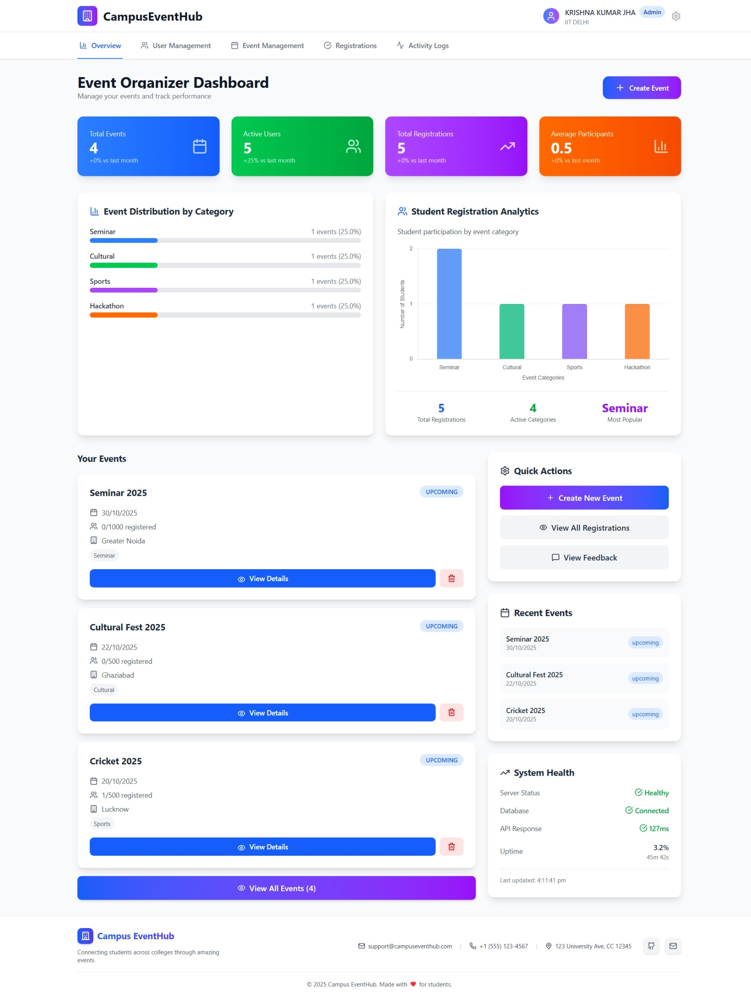 CampusEventHub
KRISHNA KUMAR JHA Admin
IIT DELHI
Overview User Management Event Management Registrations Activity Logs
Event Organizer Dashboard
Manage your events and track performance
Create Event
Total Events
4
+0% vs last month
Active Users
5
+25% vs last month
Total Registrations
5
+0% vs last month
Average Participants
0.5
+0% vs last month
Event Distribution by Category
Seminar 1 events (25.0%)
Cultural 1 events (25.0%)
Sports 1 events (25.0%)
Hackathon 1 events (25.0%)
Student Registration Analytics
Student participation by event category
Number of Students
2
1
0
Seminar Cultural Sports Hackathon
Event Categories
5
Total Registrations
4
Active Categories
Seminar
Most Popular
Your Events
Seminar 2025 UPCOMING
30/10/2025
0/1000 registered
Greater Noida
Seminar
View Details
Cultural Fest 2025 UPCOMING
22/10/2025
0/500 registered
Ghaziabad
Cultural
View Details
Cricket 2025 UPCOMING
20/10/2025
1/500 registered
Lucknow
Sports
View Details
View All Events (4)
Quick Actions
Create New Event
View All Registrations
View Feedback
Recent Events
Seminar 2025
30/10/2025
upcoming
Cultural Fest 2025
22/10/2025
upcoming
Cricket 2025
20/10/2025
upcoming
System Health
Server Status Healthy
Database Connected
API Response 127ms
Uptime 3.2%
45m 42s
Last updated: 4:11:41 pm
Campus EventHub
Connecting students across colleges through amazing
events
support@campuseventhub.com | +1 (555) 123-4567 | 123 University Ave, CC 12345
© 2025 Campus EventHub. Made with ❤ for students.